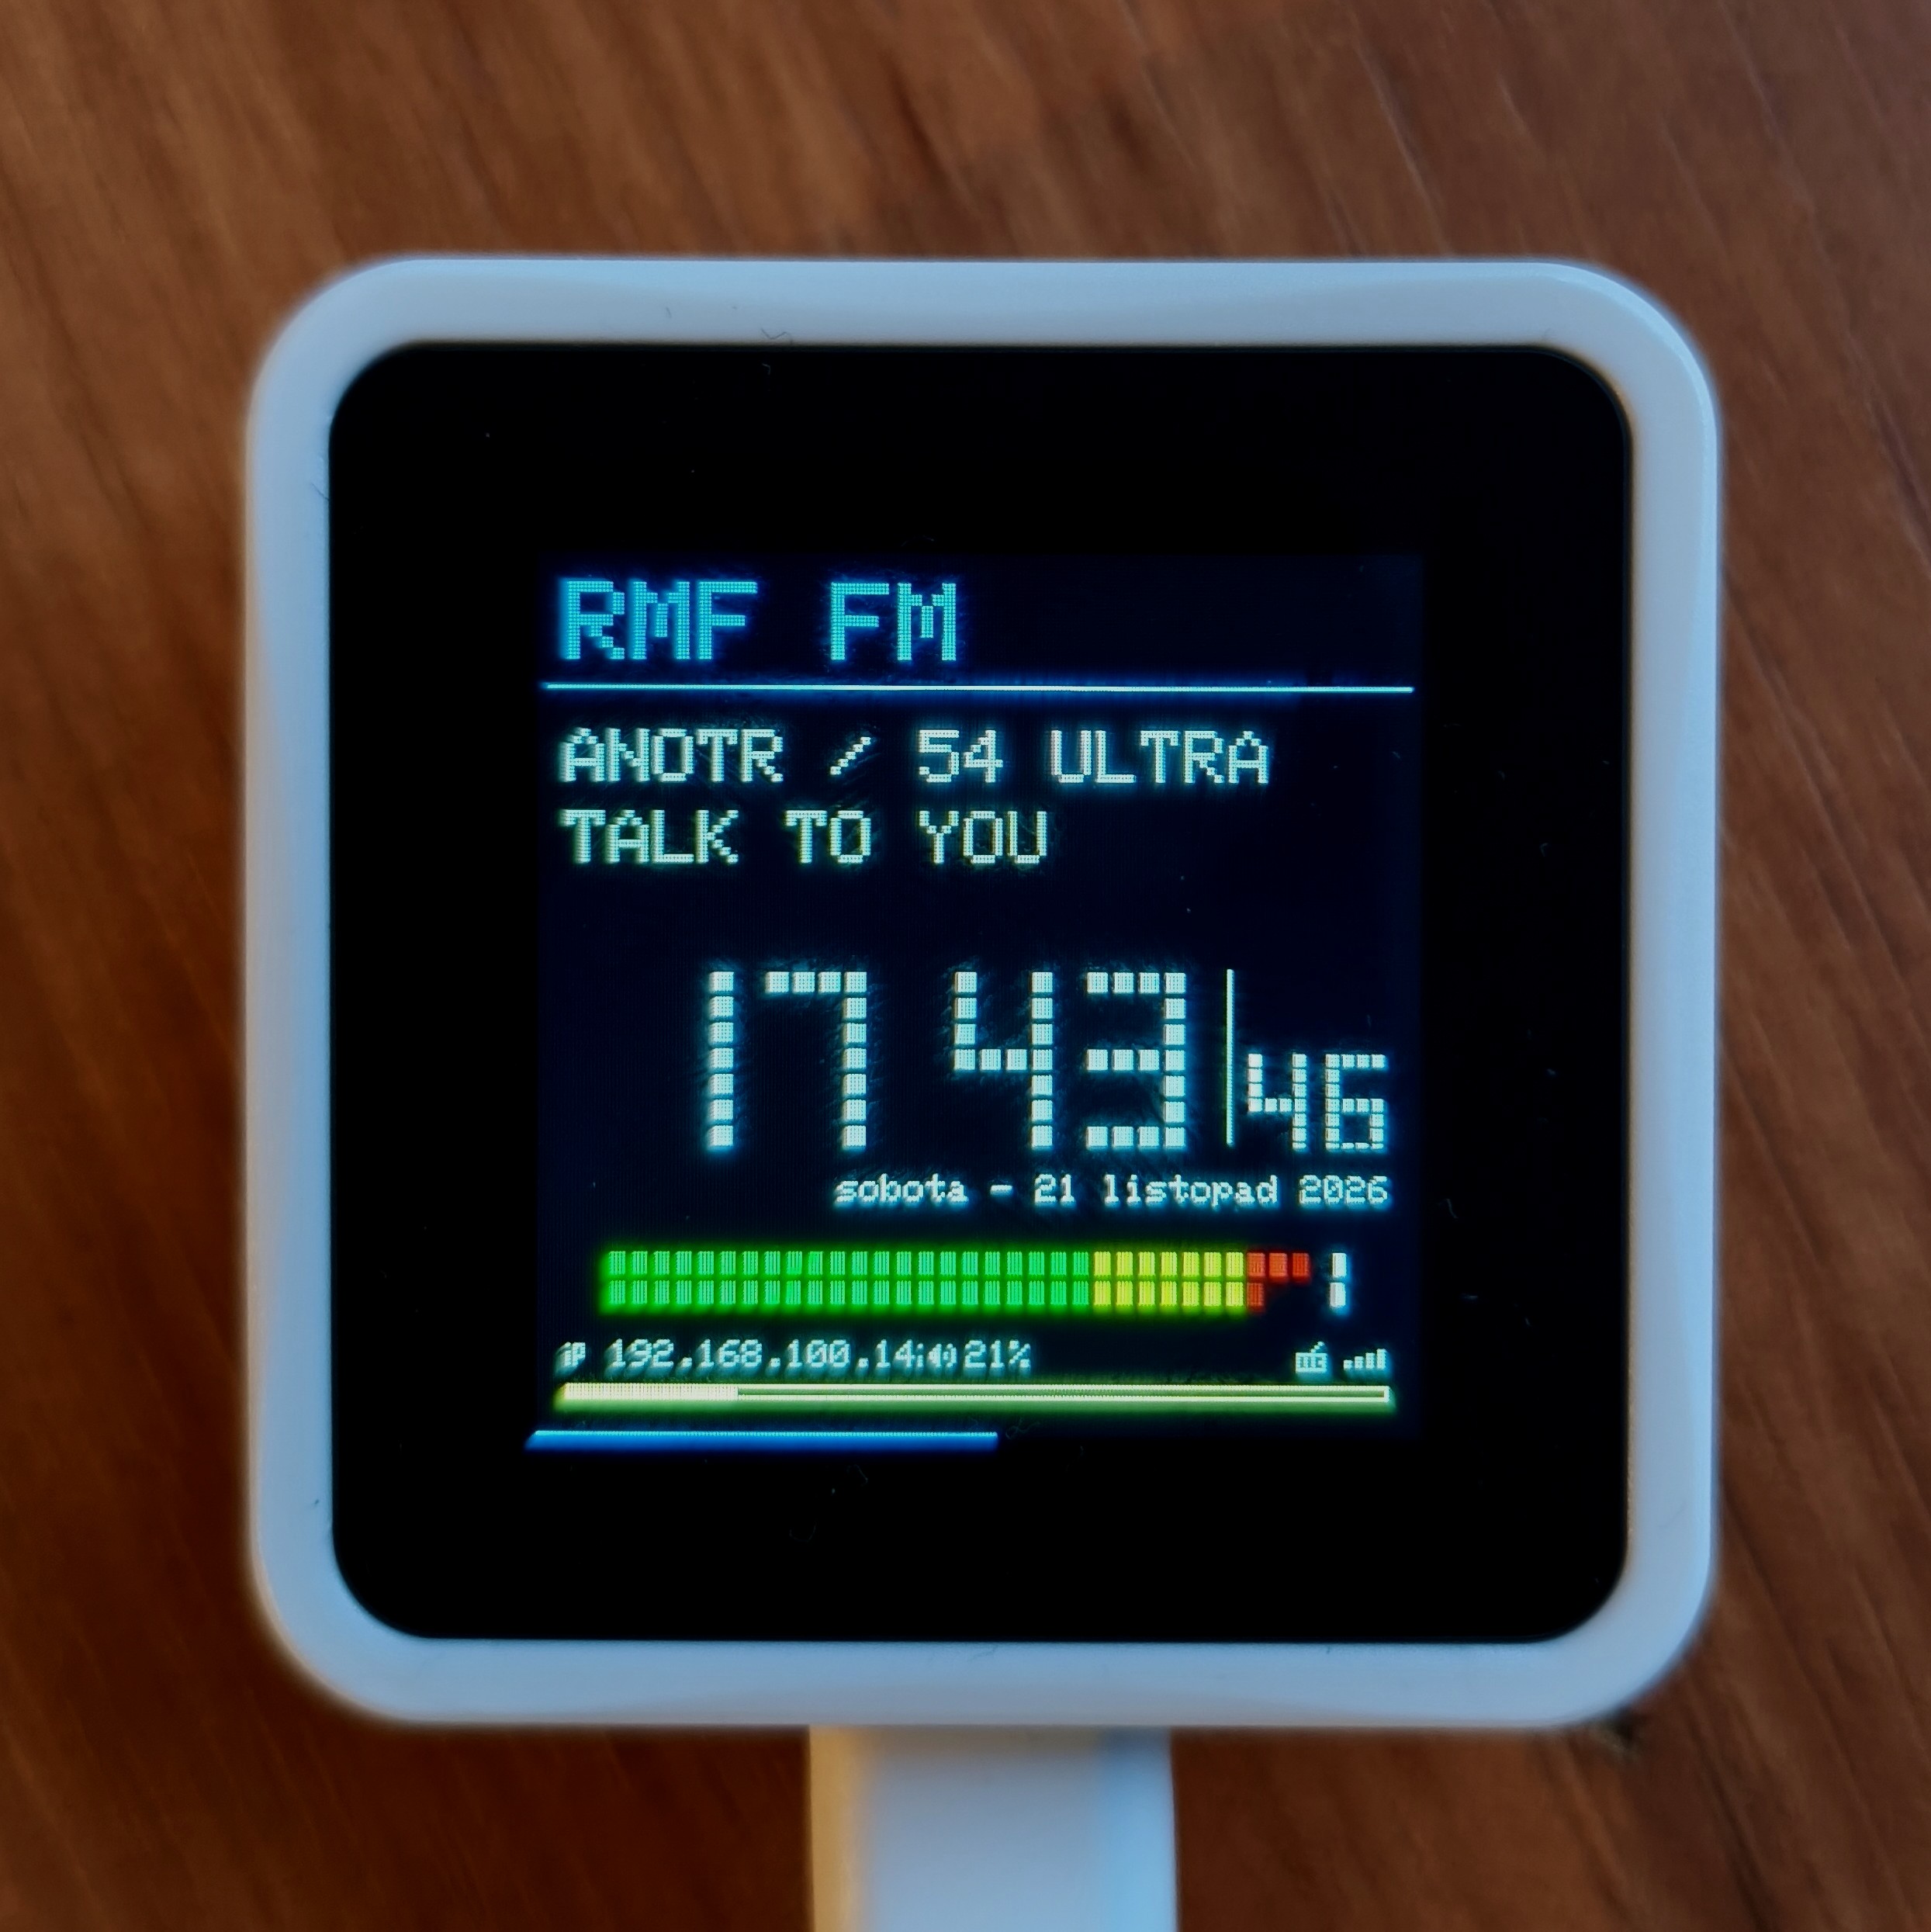 RMF FM
ANOTR / 54 ULTRA
TALK TO YOU
17 43 46
sobota - 21 listopad 2026
iP 192.168.100.14 21%